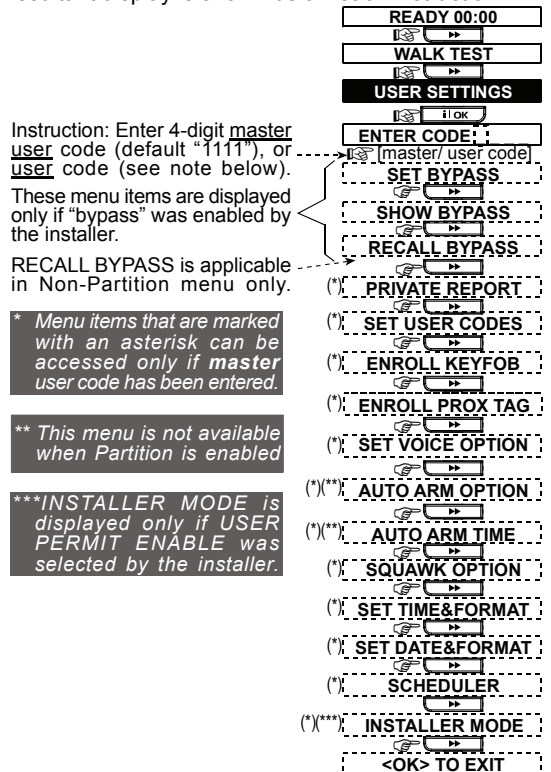 READY 00:00
WALK TEST
USER SETTINGS
OK
ENTER CODE
Instruction: Enter 4-digit master
user code (default “1111”), or
user code (see note below).
[master/ user code]
SET BYPASS
These menu items are displayed
only if “bypass” was enabled by
the installer.
SHOW BYPASS
RECALL BYPASS
RECALL BYPASS is applicable
in Non-Partition menu only.
(*) PRIVATE REPORT
(*) SET USER CODES
* Menu items that are marked
with an asterisk can be
accessed only if master
user code has been entered.
(*) ENROLL KEYFOB
(*) ENROLL PROX TAG
** This menu is not available
when Partition is enabled
(*) SET VOICE OPTION
(*)(**) AUTO ARM OPTION
***INSTALLER MODE is
displayed only if USER
PERMIT ENABLE was
selected by the installer.
(*)(**) AUTO ARM TIME
(*) SQUAWK OPTION
(*) SET TIME&FORMAT
(*) SET DATE&FORMAT
(*) SCHEDULER
(*)(***) INSTALLER MODE
<OK> TO EXIT